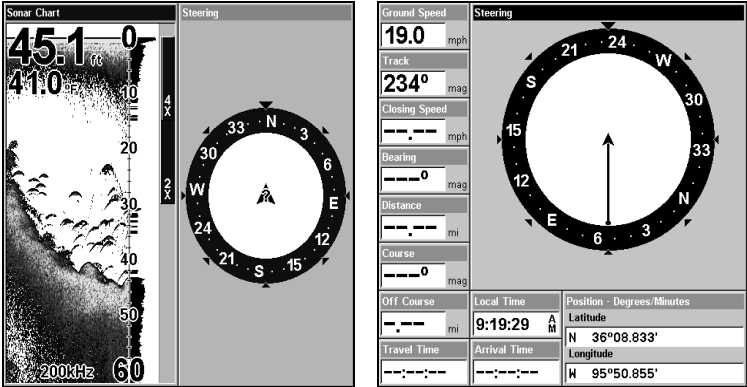 Sonar Chart
45.1 ft
41.0 °F
0
10
20
30
40
50
60
4X
2X
200kHz
Steering
N
3
6
E
12
15
S
21
24
W
30
33
?
Ground Speed
19.0 mph
Track
234° mag
Closing Speed
--.-- mph
Bearing
---° mag
Distance
--.-- mi
Course
---° mag
Off Course
-.-- mi
Travel Time
--:--:--
Steering
24
W
30
33
N
3
6
E
12
15
S
21
Local Time
9:19:29 AM
Arrival Time
--:--:--
Position - Degrees/Minutes
Latitude
N 36°08.833'
Longitude
W 95°50.855'